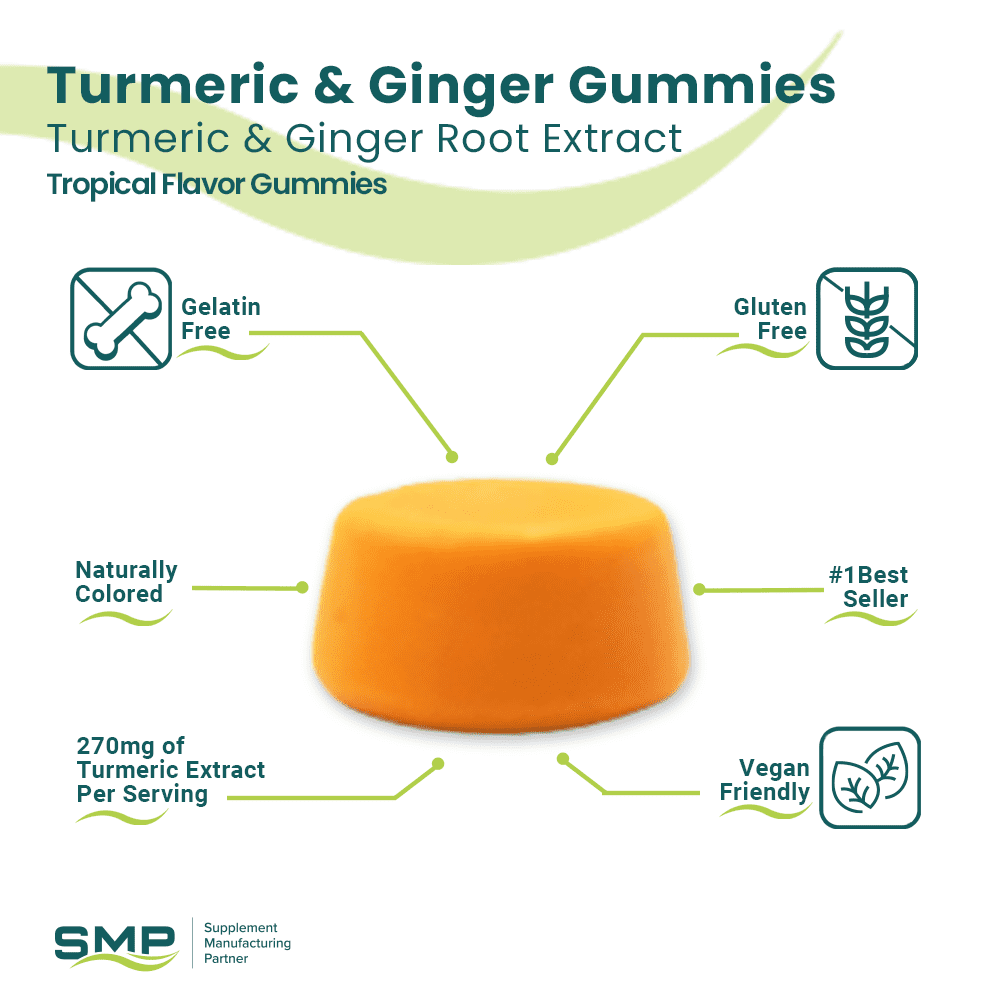 Turmeric & Ginger Gummies
Turmeric & Ginger Root Extract
Tropical Flavor Gummies
Gelatin
Free
Gluten
Free
Naturally
Colored
#1Best
Seller
270mg of
Turmeric Extract
Per Serving
Vegan
Friendly
SMP
Supplement
Manufacturing
Partner